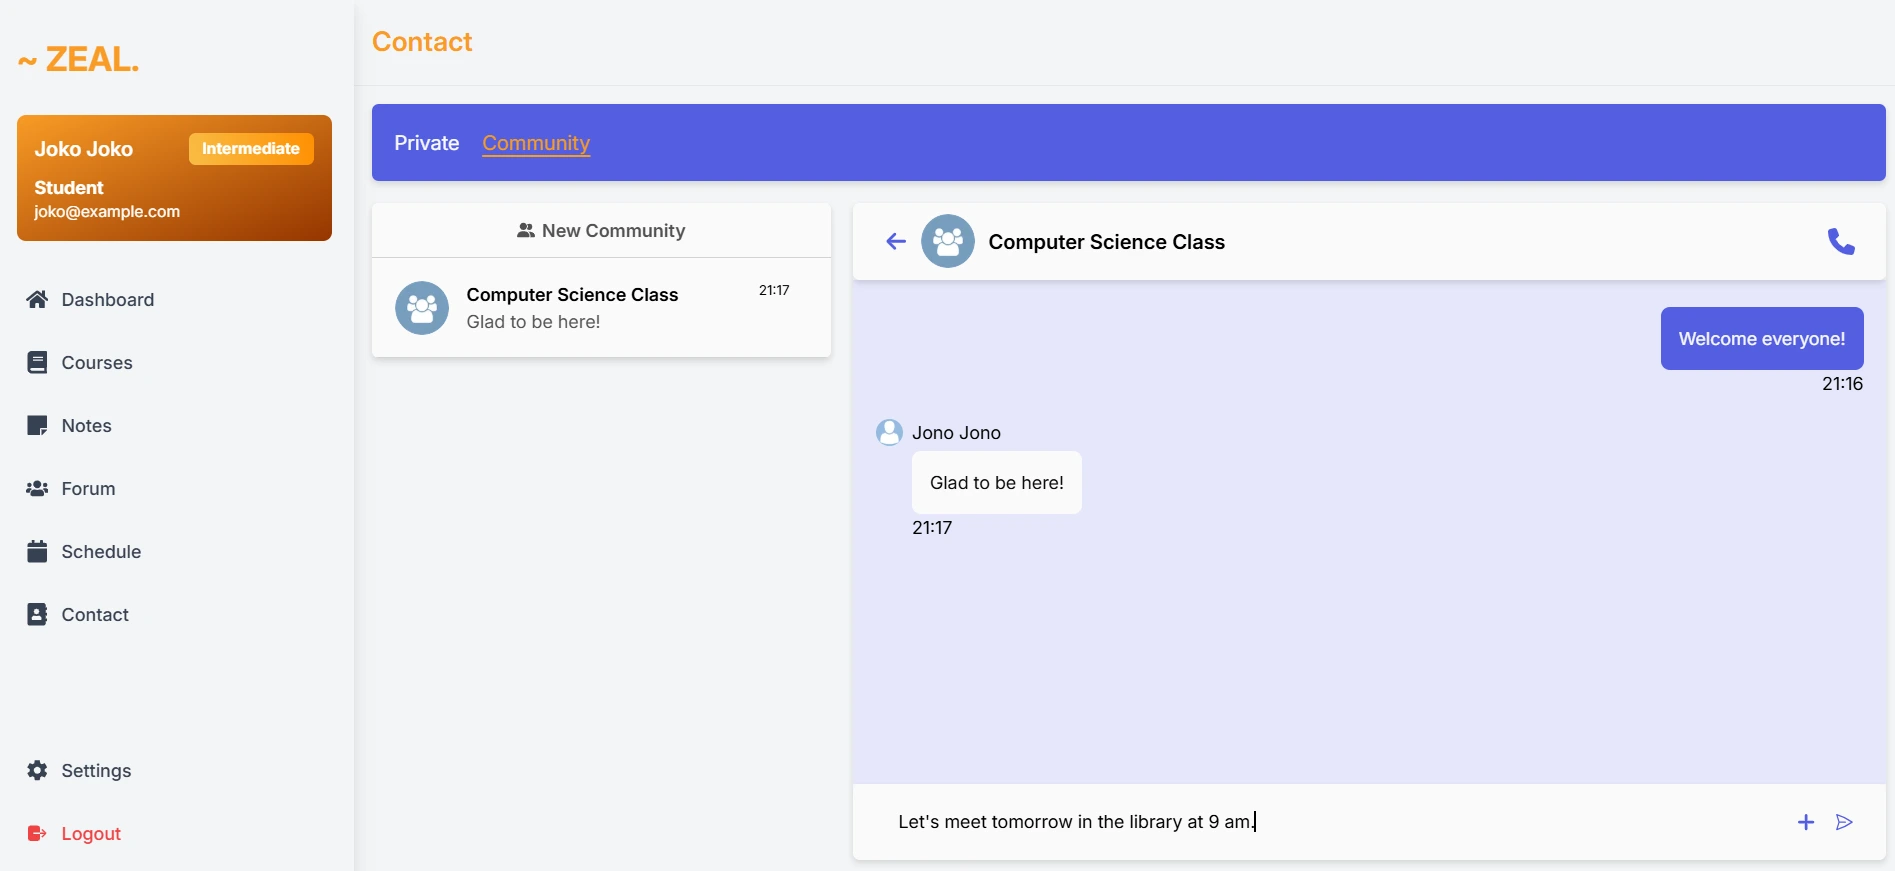 ~ ZEAL.
Joko Joko
Intermediate
Student
joko@example.com
Dashboard
Courses
Notes
Forum
Schedule
Contact
Settings
Logout
Contact
Private Community
New Community
Computer Science Class 21:17
Glad to be here!
Computer Science Class
Welcome everyone!
21:16
Jono Jono
Glad to be here!
21:17
Let's meet tomorrow in the library at 9 am.